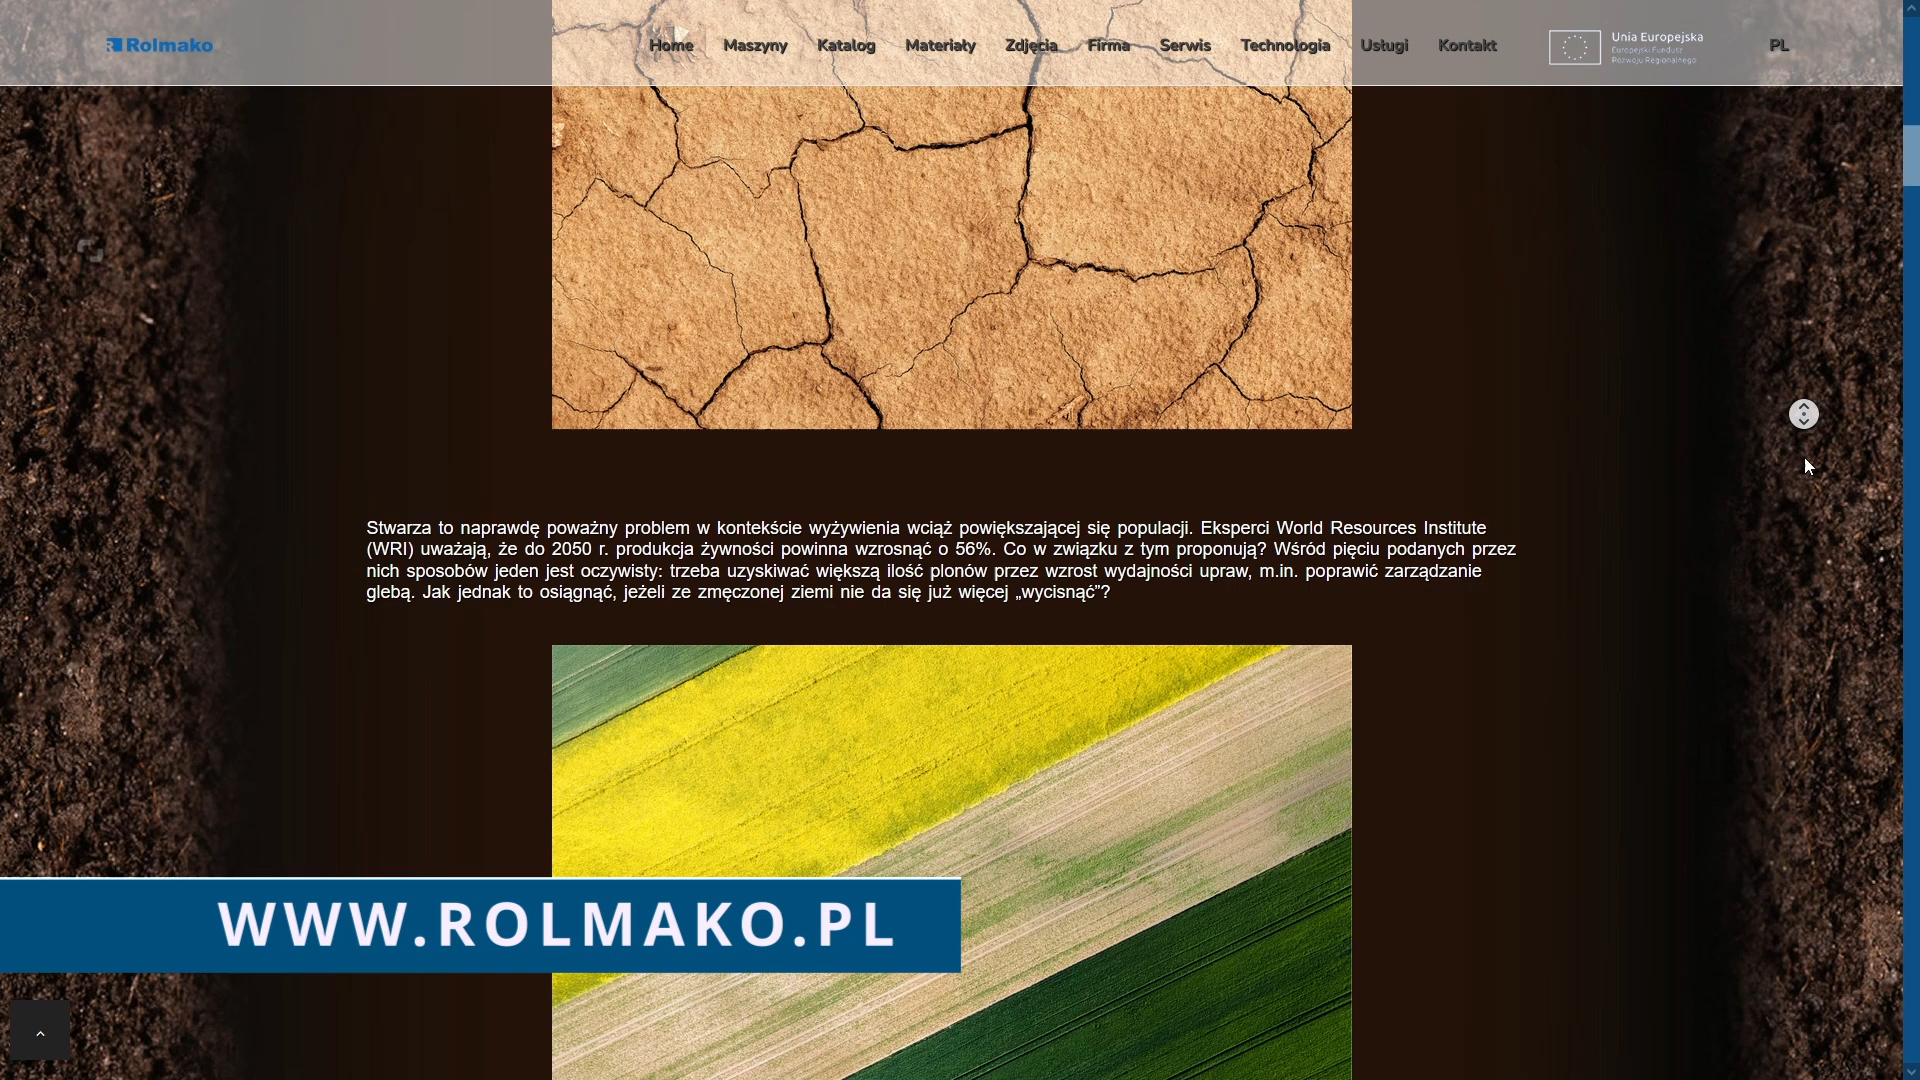 Rolmako
Home Maszyny Katalog Materiały Zdjęcia Firma Serwis Technologia Usługi Kontakt
Unia Europejska
Europejski Fundusz
Rozwoju Regionalnego
PL
Stwarza to naprawdę poważny problem w kontekście wyżywienia wciąż powiększającej się populacji. Eksperci World Resources Institute
(WRI) uważają, że do 2050 r. produkcja żywności powinna wzrosnąć o 56%. Co w związku z tym proponują? Wśród pięciu podanych przez
nich sposobów jeden jest oczywisty: trzeba uzyskiwać większą ilość plonów przez wzrost wydajności upraw, m.in. poprawić zarządzanie
glebą. Jak jednak to osiągnąć, jeżeli ze zmęczonej ziemi nie da się już więcej „wycisnąć”?
WWW.ROLMAKO.PL